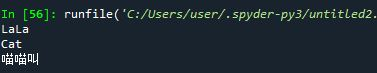 In [56]: runfile('C:/Users/user/.spyder-py3/untitled2.
LaLa
Cat
喵喵叫